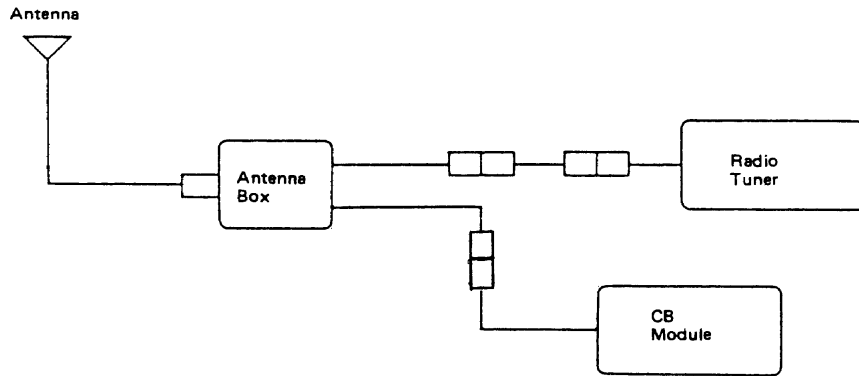 Antenna
Antenna
Box
Radio
Tuner
CB
Module